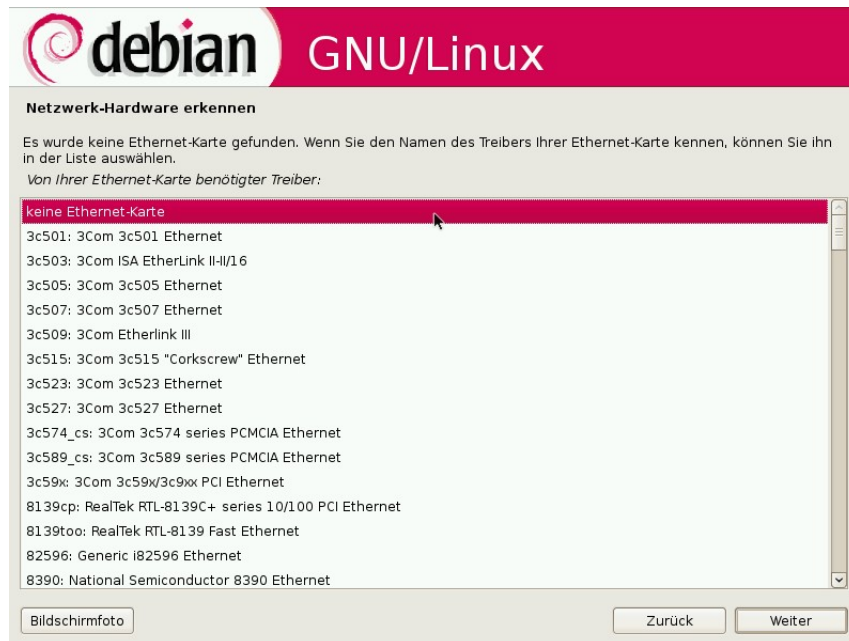 debian GNU/Linux
Netzwerk-Hardware erkennen
Es wurde keine Ethernet-Karte gefunden. Wenn Sie den Namen des Treibers Ihrer Ethernet-Karte kennen, können Sie ihn
in der Liste auswählen.
Von Ihrer Ethernet-Karte benötigter Treiber:
keine Ethernet-Karte
3c501: 3Com 3c501 Ethernet
3c503: 3Com ISA EtherLink II-II/16
3c505: 3Com 3c505 Ethernet
3c507: 3Com 3c507 Ethernet
3c509: 3Com Etherlink III
3c515: 3Com 3c515 "Corkscrew" Ethernet
3c523: 3Com 3c523 Ethernet
3c527: 3Com 3c527 Ethernet
3c574_cs: 3Com 3c574 series PCMCIA Ethernet
3c589_cs: 3Com 3c589 series PCMCIA Ethernet
3c59x: 3Com 3c59x/3c9xx PCI Ethernet
8139cp: RealTek RTL-8139C+ series 10/100 PCI Ethernet
8139too: RealTek RTL-8139 Fast Ethernet
82596: Generic i82596 Ethernet
8390: National Semiconductor 8390 Ethernet
Bildschirmfoto Zurück Weiter